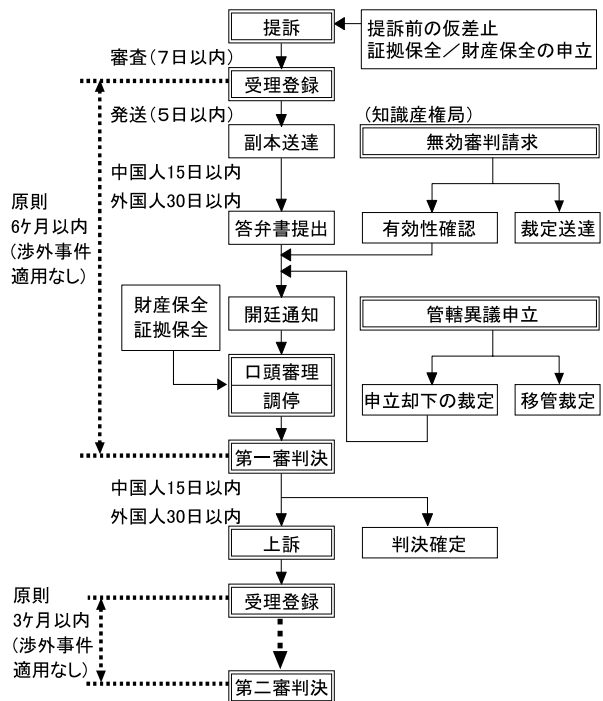 提訴
提訴前の仮差止
証拠保全／財産保全の申立
審査(7日以内)
受理登録
発送(5日以内)
(知識産権局)
副本送達
無効審判請求
中国人15日以内
外国人30日以内
原則
6ケ月以内
(渉外事件
適用なし)
答弁書提出
有効性確認
裁定送達
財産保全
証拠保全
開廷通知
管轄異議申立
口頭審理
調停
申立却下の裁定
移管裁定
第一審判決
中国人15日以内
外国人30日以内
上訴
判決確定
原則
3ケ月以内
(渉外事件
適用なし)
受理登録
第二審判決